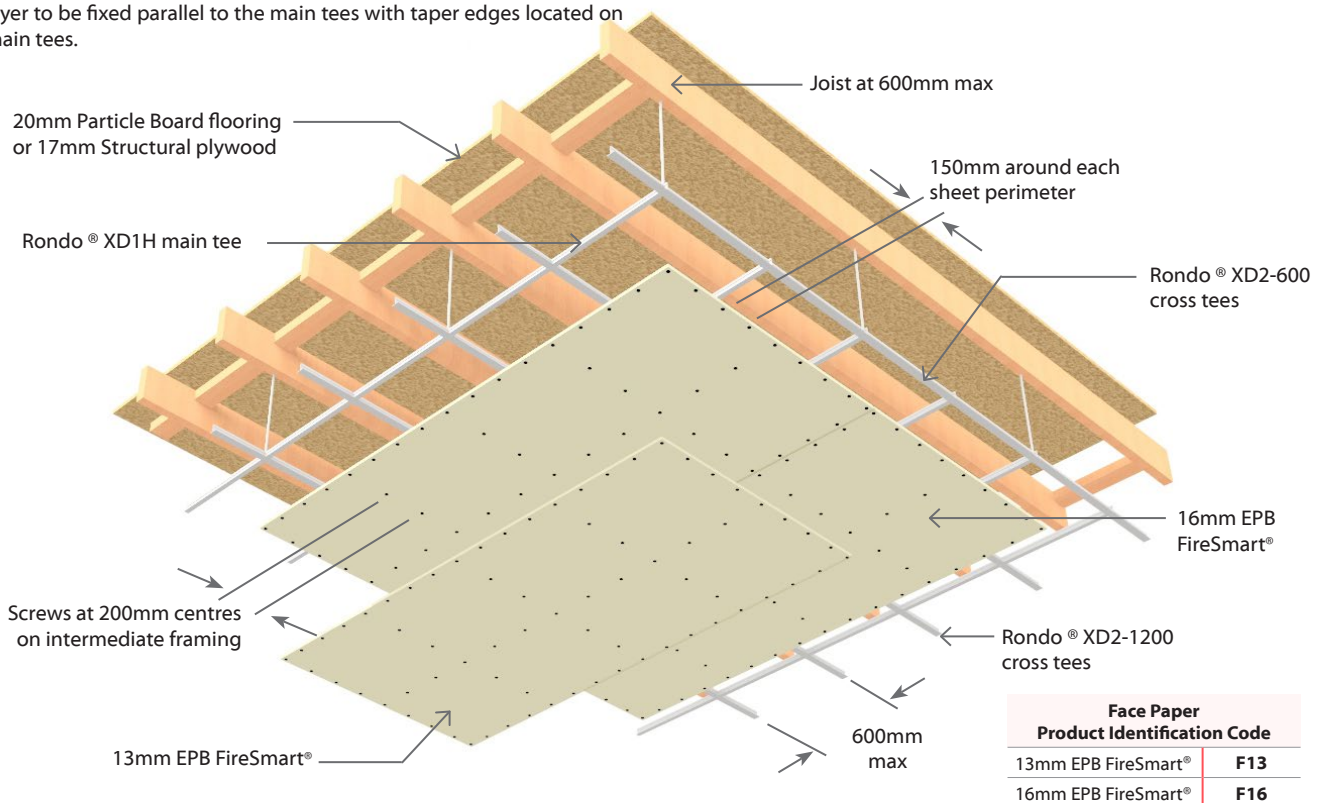 yer to be fixed parallel to the main tees with taper edges located on
main tees.
Joist at 600mm max
20mm Particle Board flooring
or 17mm Structural plywood
150mm around each
sheet perimeter
Rondo ® XD1H main tee
Rondo ® XD2-600
cross tees
16mm EPB
FireSmart®
Screws at 200mm centres
on intermediate framing
Rondo ® XD2-1200
cross tees
600mm
max
13mm EPB FireSmart®
Face Paper
Product Identification Code
13mm EPB FireSmart® F13
16mm EPB FireSmart® F16